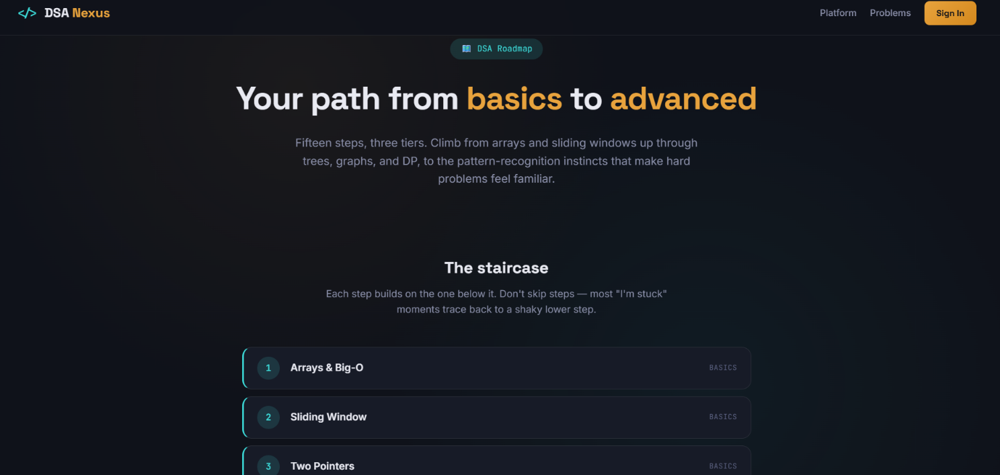 </> DSA Nexus
Platform
Problems
Sign In
DSA Roadmap
Your path from basics to advanced
Fifteen steps, three tiers. Climb from arrays and sliding windows up through
trees, graphs, and DP, to the pattern-recognition instincts that make hard
problems feel familiar.
The staircase
Each step builds on the one below it. Don't skip steps — most "I'm stuck"
moments trace back to a shaky lower step.
1 Arrays & Big-O BASICS
2 Sliding Window BASICS
3 Two Pointers BASICS